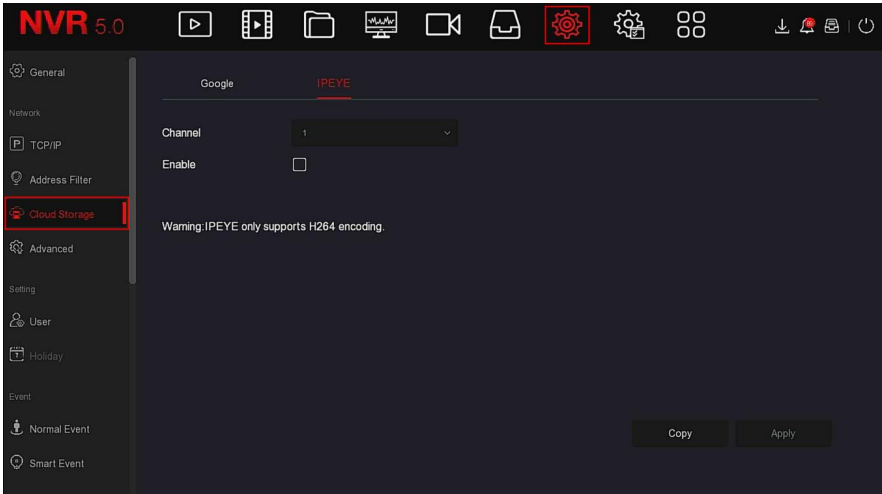 NVR 5.0
General
Network
TCP/IP
Address Filter
Cloud Storage
Advanced
Setting
User
Holiday
Event
Normal Event
Smart Event
Google IPEYE
Channel 1
Enable
Warning:IPEYE only supports H264 encoding.
Copy Apply